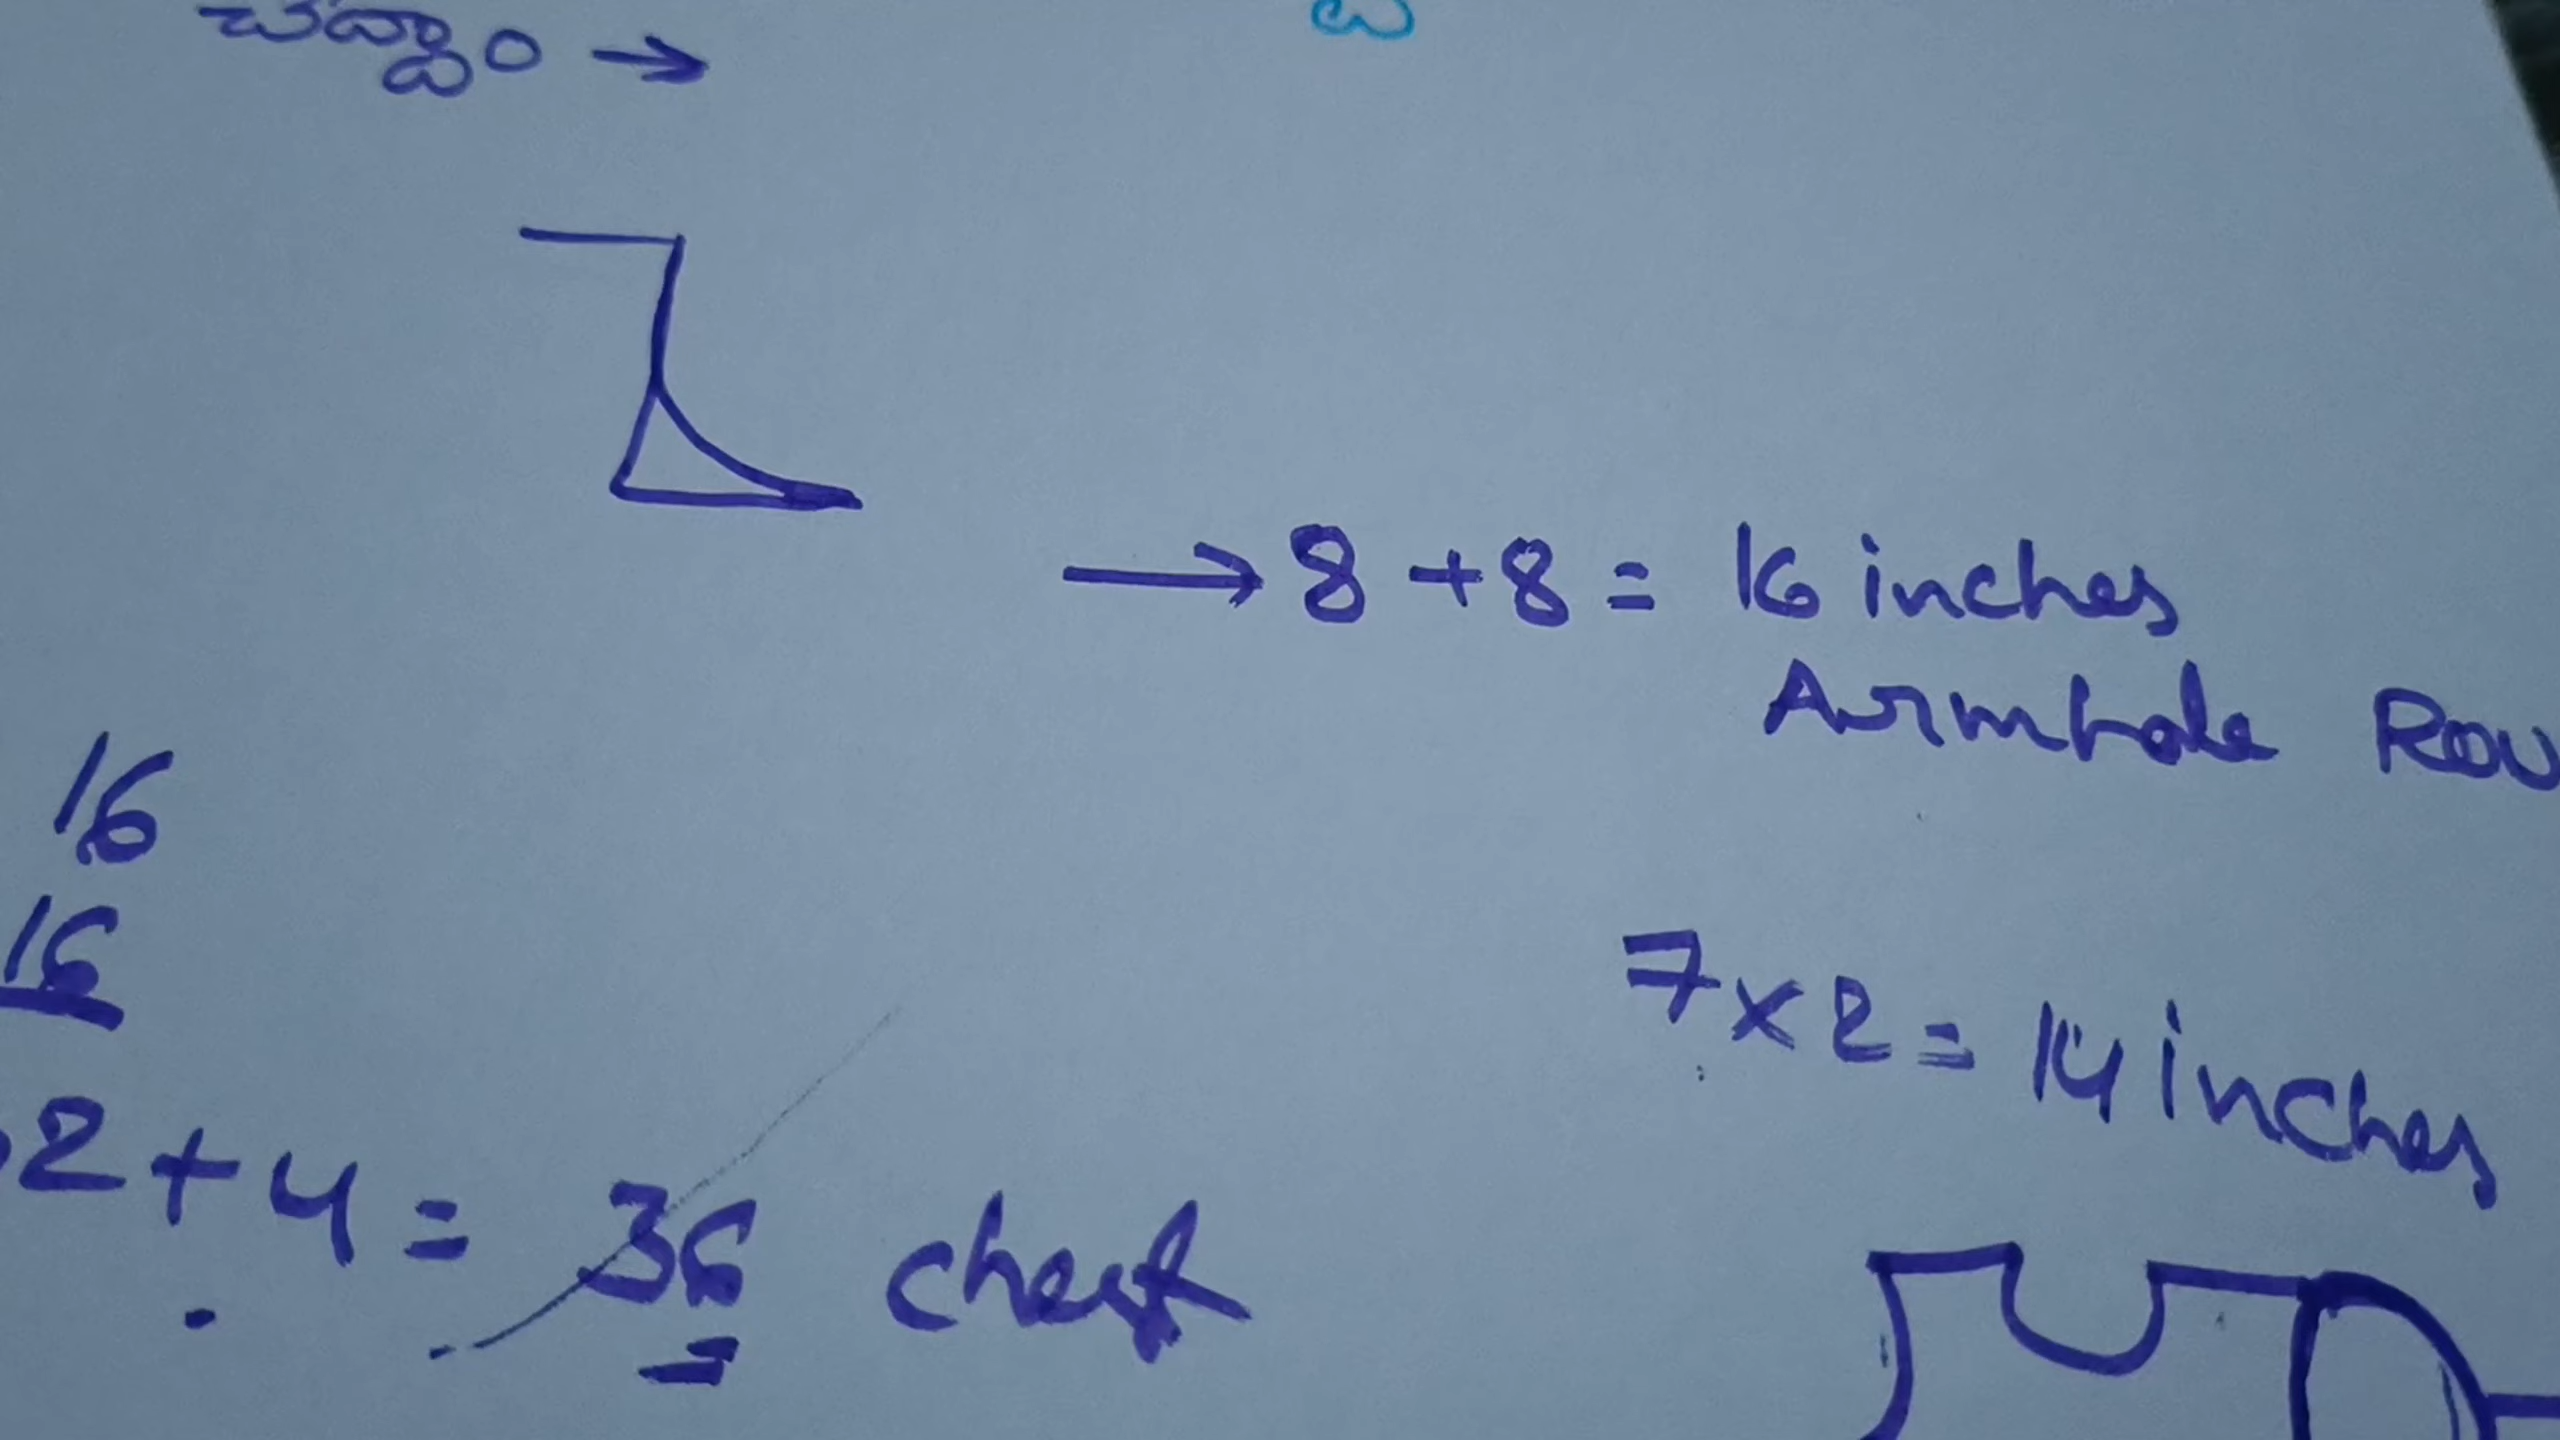 → 8 + 8 = 16 inches
Armhole
16
16
7 x 2 = 14 inches
2 + 4 = 36 chest